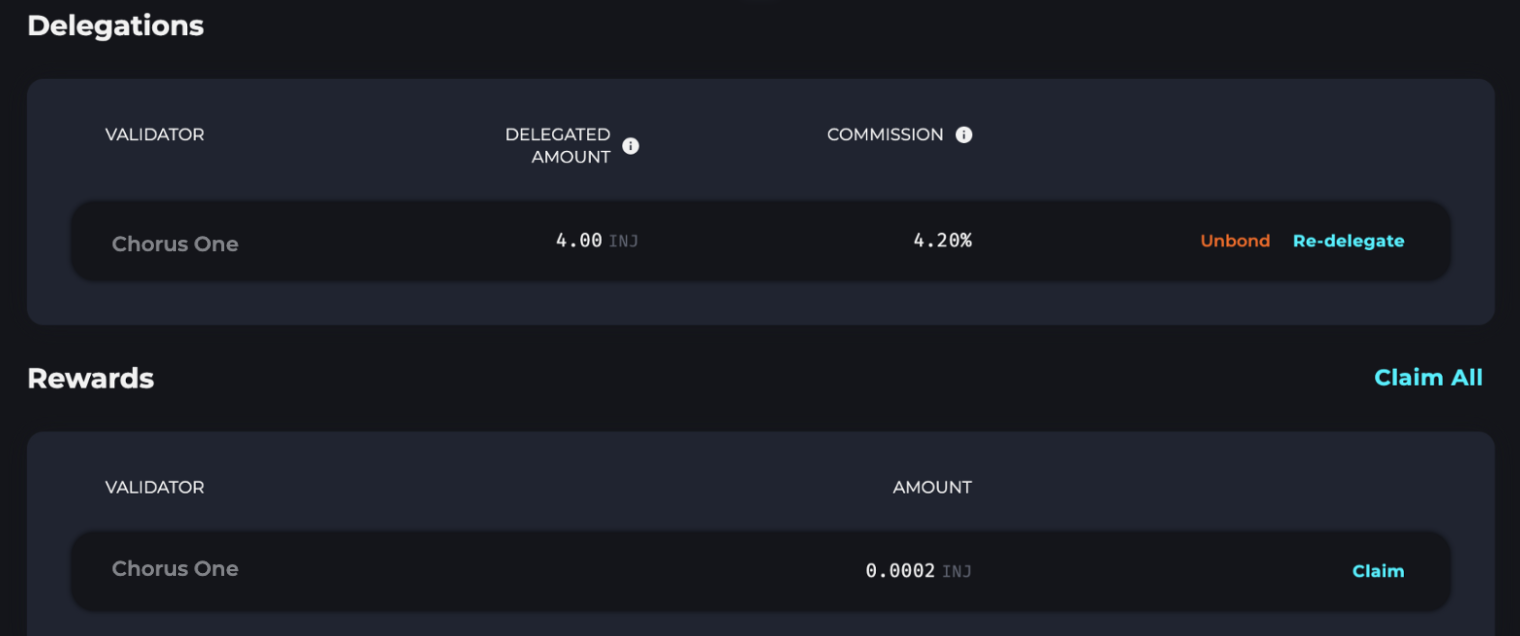 Delegations
VALIDATOR
DELEGATED
AMOUNT
COMMISSION
Chorus One
4.00 INJ
4.20%
Unbond
Re-delegate
Rewards
Claim All
VALIDATOR
AMOUNT
Chorus One
0.0002 INJ
Claim